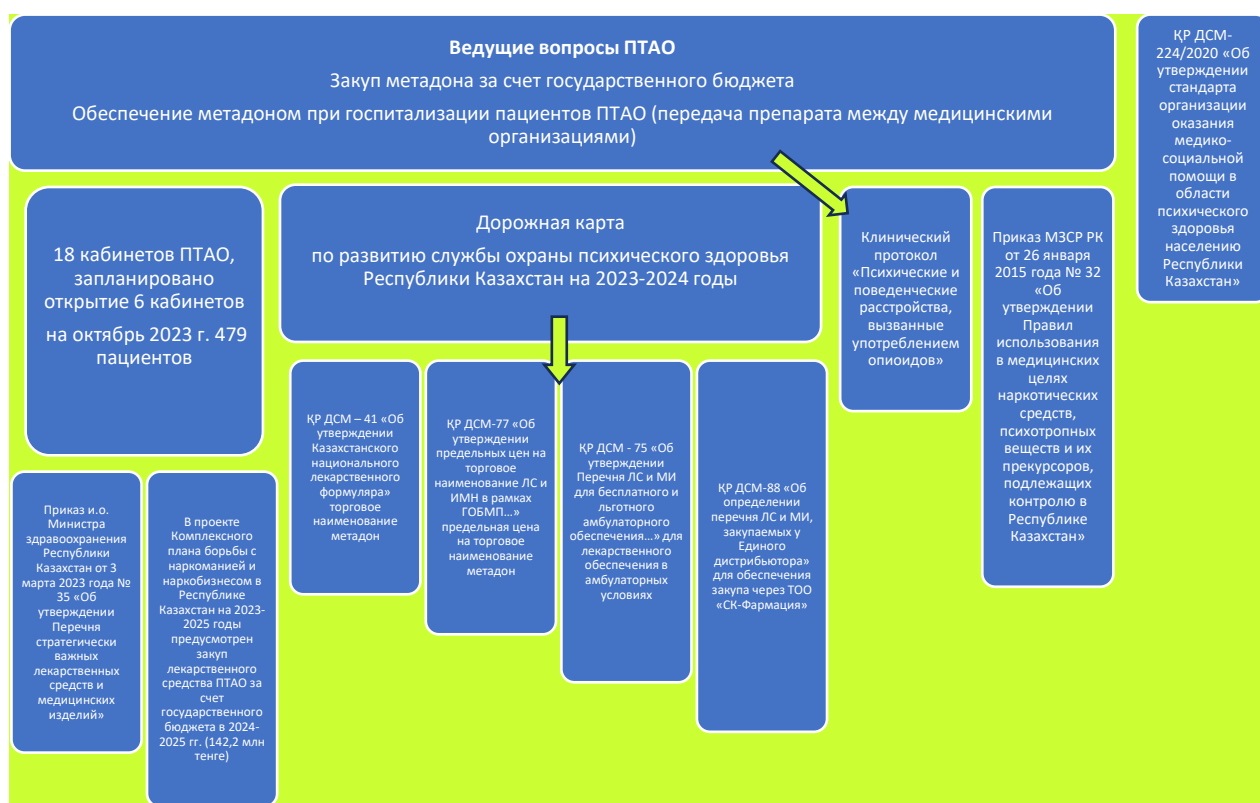 Ведущие вопросы ПТАО
Закуп метадона за счет государственного бюджета
Обеспечение метадоном при госпитализации пациентов ПТАО (передача препарата между медицинскими
организациями)
ҚР ДСМ-
224/2020 «Об
утверждении
стандарта
организации
оказания
медико-
социальной
помощи в
области
психического
здоровья
населению
Республики
Казахстан»
18 кабинетов ПТАО,
запланировано
открытие 6 кабинетов
на октябрь 2023 г. 479
пациентов
Дорожная карта
по развитию службы охраны психического здоровья
Республики Казахстан на 2023-2024 годы
Клинический
протокол
«Психические и
поведенческие
расстройства,
вызванные
употреблением
опиоидов»
Приказ МЗСР РК
от 26 января
2015 года № 32
«Об
утверждении
Правил
использования
в медицинских
целях
наркотических
средств,
психотропных
веществ и их
прекурсоров,
подлежащих
контролю в
Республике
Казахстан»
Приказ и.о.
Министра
здравоохранения
Республики
Казахстан от 3
марта 2023 года №
35 «Об
утверждении
Перечня
стратегически
важных
лекарственных
средств и
медицинских
изделий»
В проекте
Комплексного
плана борьбы с
наркоманией и
наркобизнесом в
Республике
Казахстан на 2023-
2025 годы
предусмотрен
закуп
лекарственного
средства ПТАО за
счет
государственного
бюджета в 2024-
2025 гг. (142,2 млн
тенге)
ҚР ДСМ – 41 «Об
утверждении
Казахстанского
национального
лекарственного
формуляра»
торговое
наименование
метадон
ҚР ДСМ-77 «Об
утверждении
предельных цен на
торговое
наименование ЛС и
ИМН в рамках
ГОБМП…»
предельная цена
на торговое
наименование
метадон
ҚР ДСМ - 75 «Об
утверждении
Перечня ЛС и МИ
для бесплатного и
льготного
амбулаторного
обеспечения…» для
лекарственного
обеспечения в
амбулаторных
условиях
ҚР ДСМ-88 «Об
определении
перечня ЛС и МИ,
закупаемых у
Единого
дистрибьютора»
для обеспечения
закупа через ТОО
«СК-Фармация»